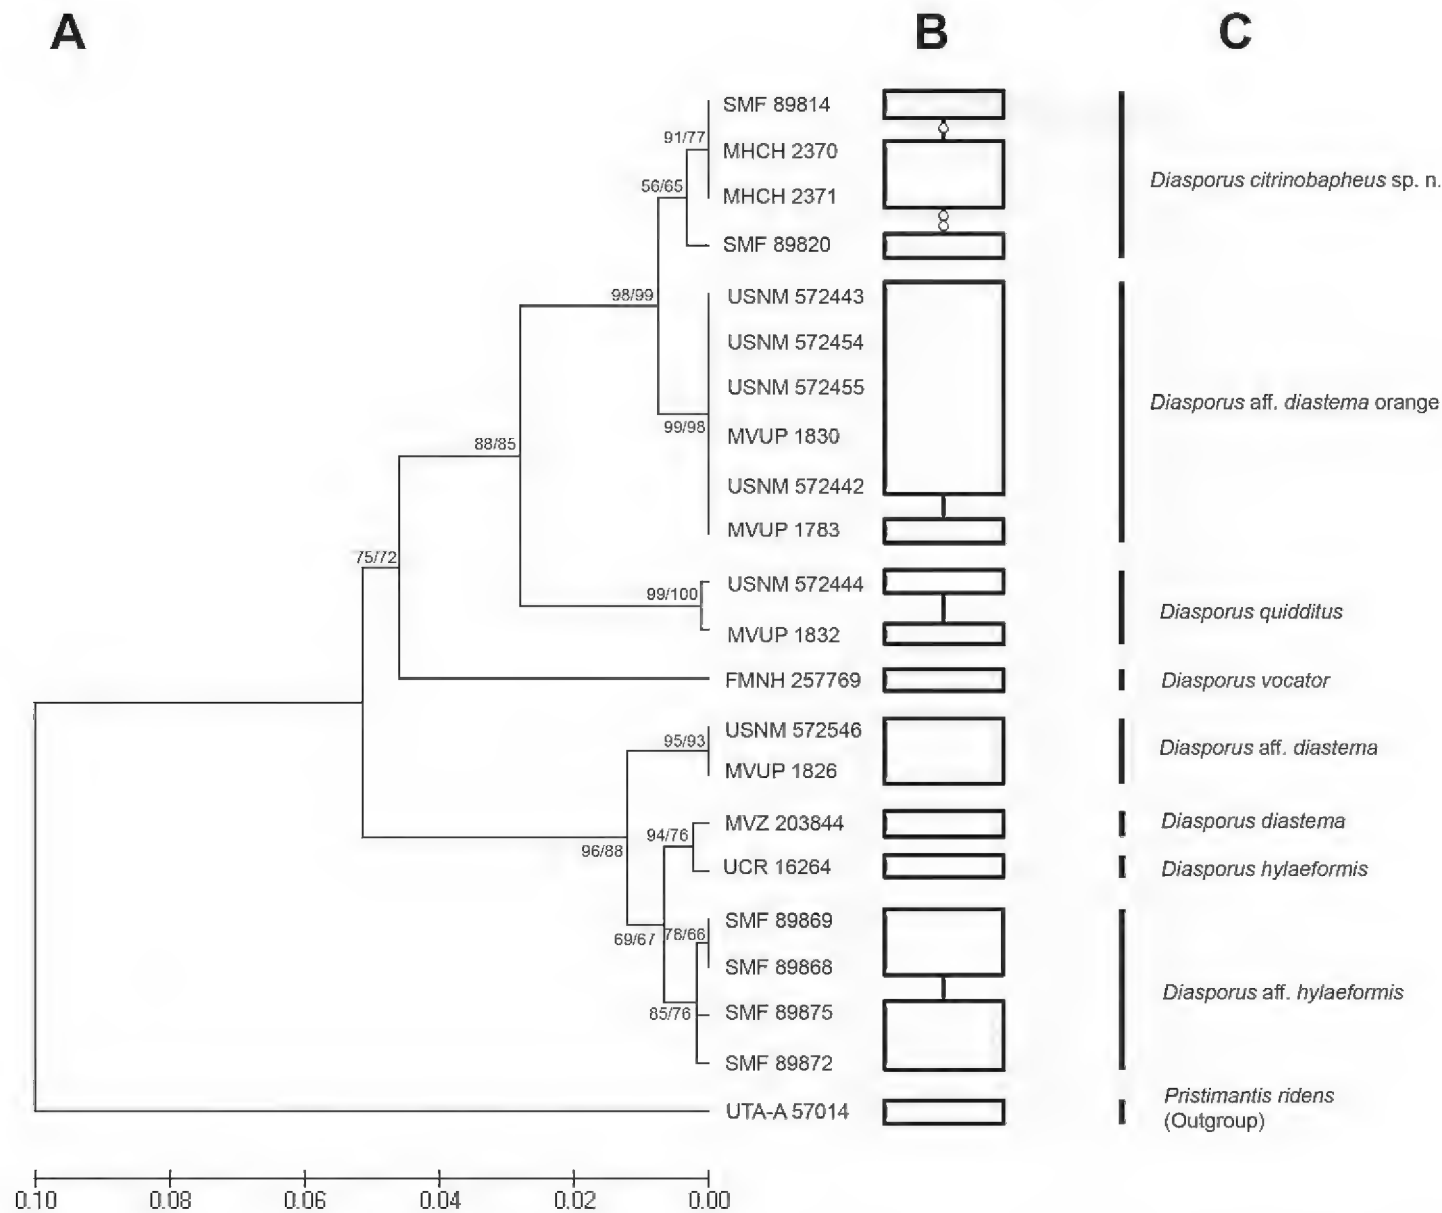 A B C
SMF 89814
91/77
MHCH 2370
Diasporus citrinobapheus sp. n.
56/65
MHCH 2371
SMF 89820
98/99
USNM 572443
USNM 572454
USNM 572455
Diasporus aff. diastema orange
99/98
MVUP 1830
88/85
USNM 572442
MVUP 1783
75/72
USNM 572444
99/100
Diasporus quidditus
MVUP 1832
FMNH 257769
Diasporus vocator
USNM 572546
95/93
Diasporus aff. diastema
MVUP 1826
MVZ 203844
Diasporus diastema
94/76
96/88
UCR 16264
Diasporus hylaeformis
SMF 89869
69/67
78/66
SMF 89868
Diasporus aff. hylaeformis
85/76
SMF 89875
SMF 89872
UTA-A 57014
Pristimantis ridens
(Outgroup)
0.10 0.08 0.06 0.04 0.02 0.00